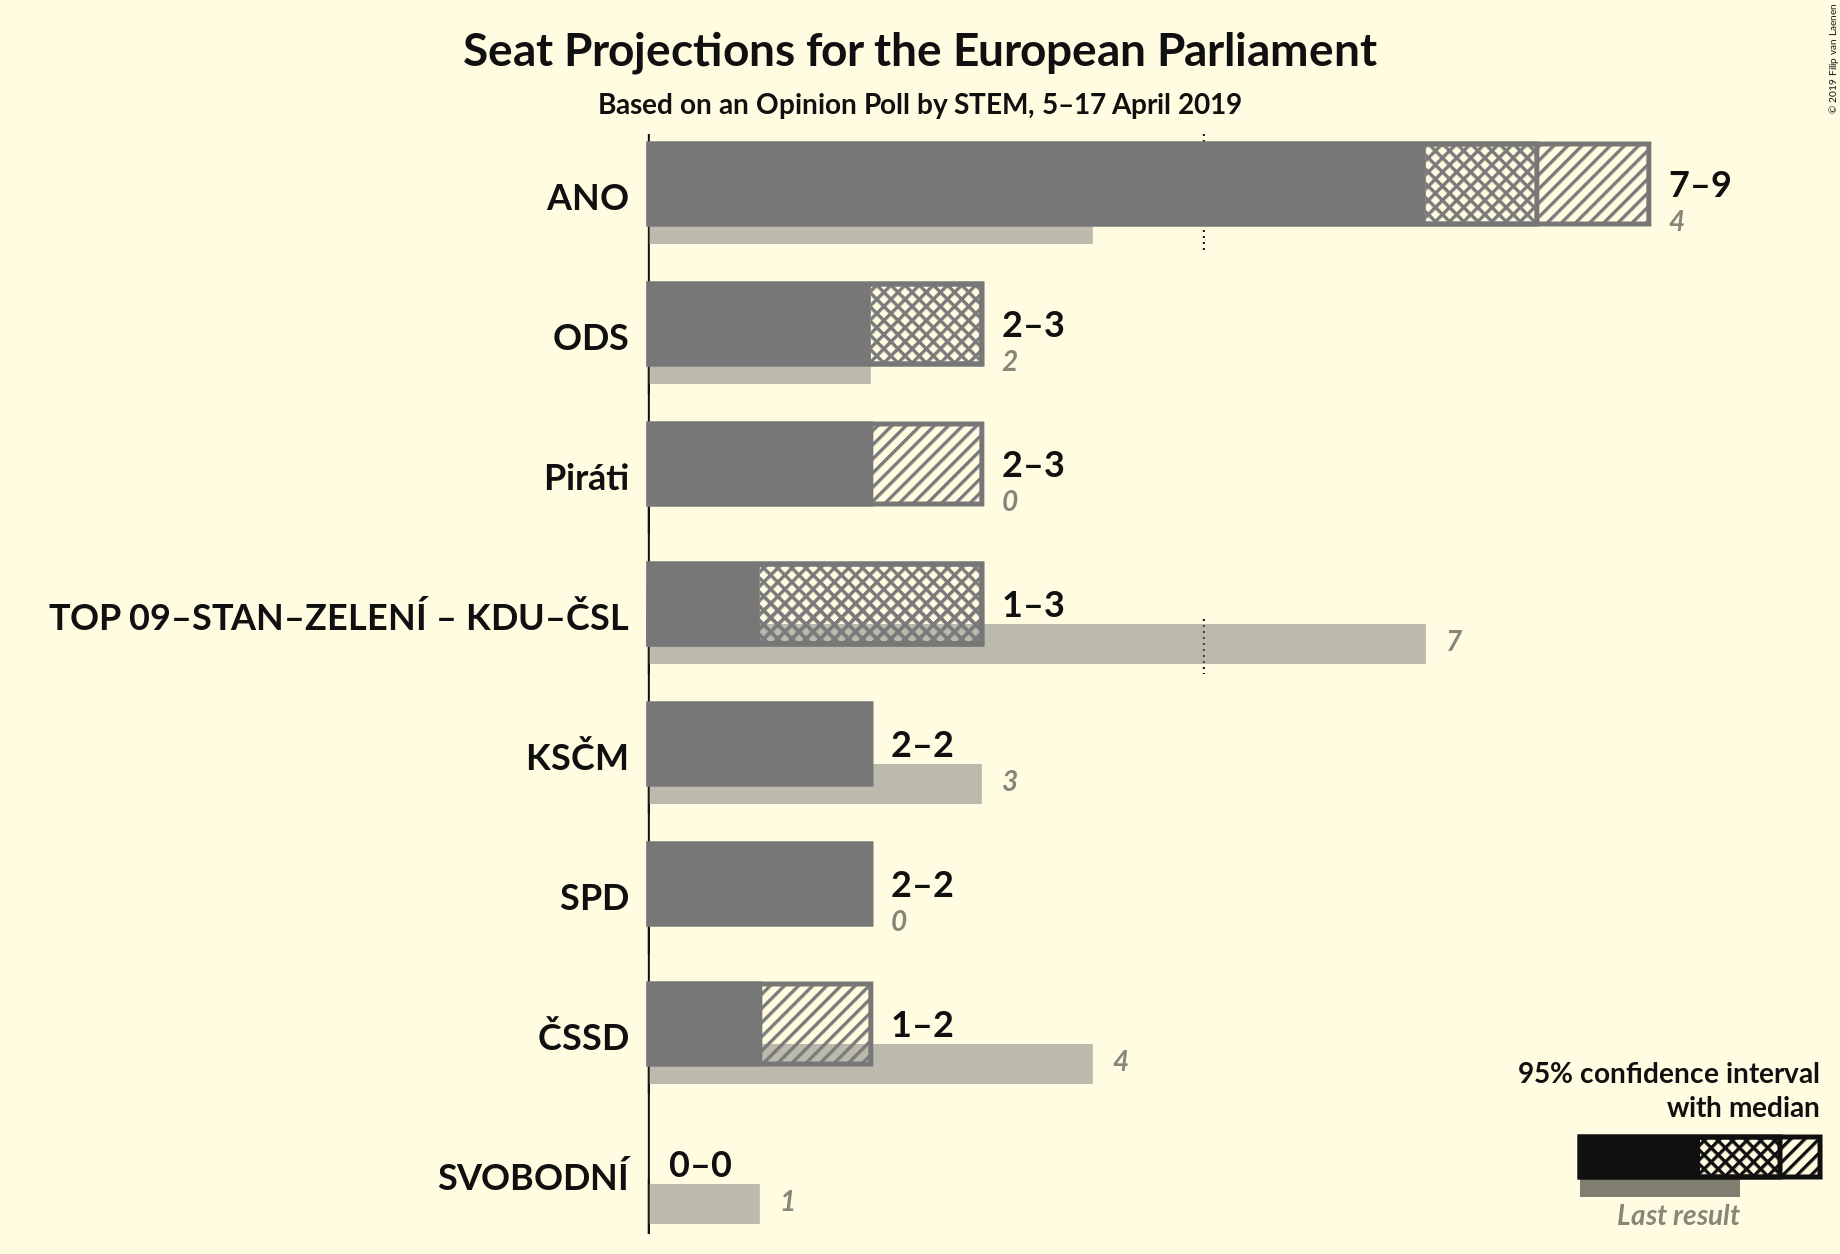 Seat Projections for the European Parliament
Based on an Opinion Poll by STEM, 5–17 April 2019
© 2019 Filip van Laenen
ANO
7–9
4
ODS
2–3
2
Piráti
2–3
0
TOP 09–STAN–ZELENÍ – KDU–ČSL
1–3
7
KSČM
2–2
3
SPD
2–2
0
ČSSD
1–2
4
SVOBODNÍ
0–0
1
95% confidence interval
with median
Last result